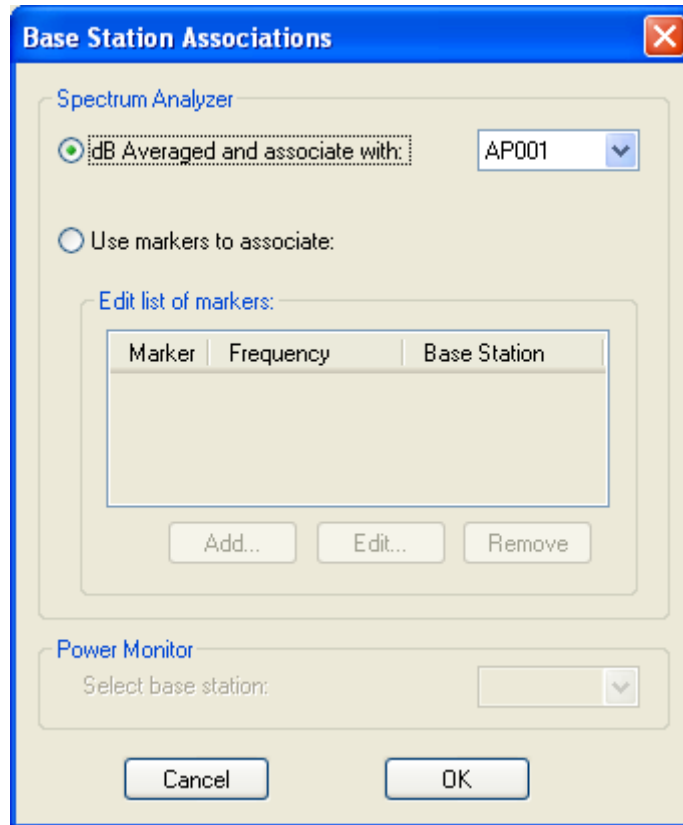 Base Station Associations
Spectrum Analyzer
dB Averaged and associate with: AP001
Use markers to associate:
Edit list of markers:
Marker Frequency Base Station
Add... Edit... Remove
Power Monitor
Select base station:
Cancel OK